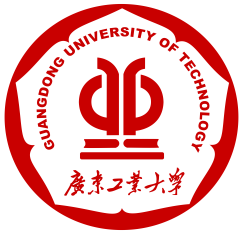 GUANGDONG UNIVERSITY OF TECHNOLOGY
廣東工業大學